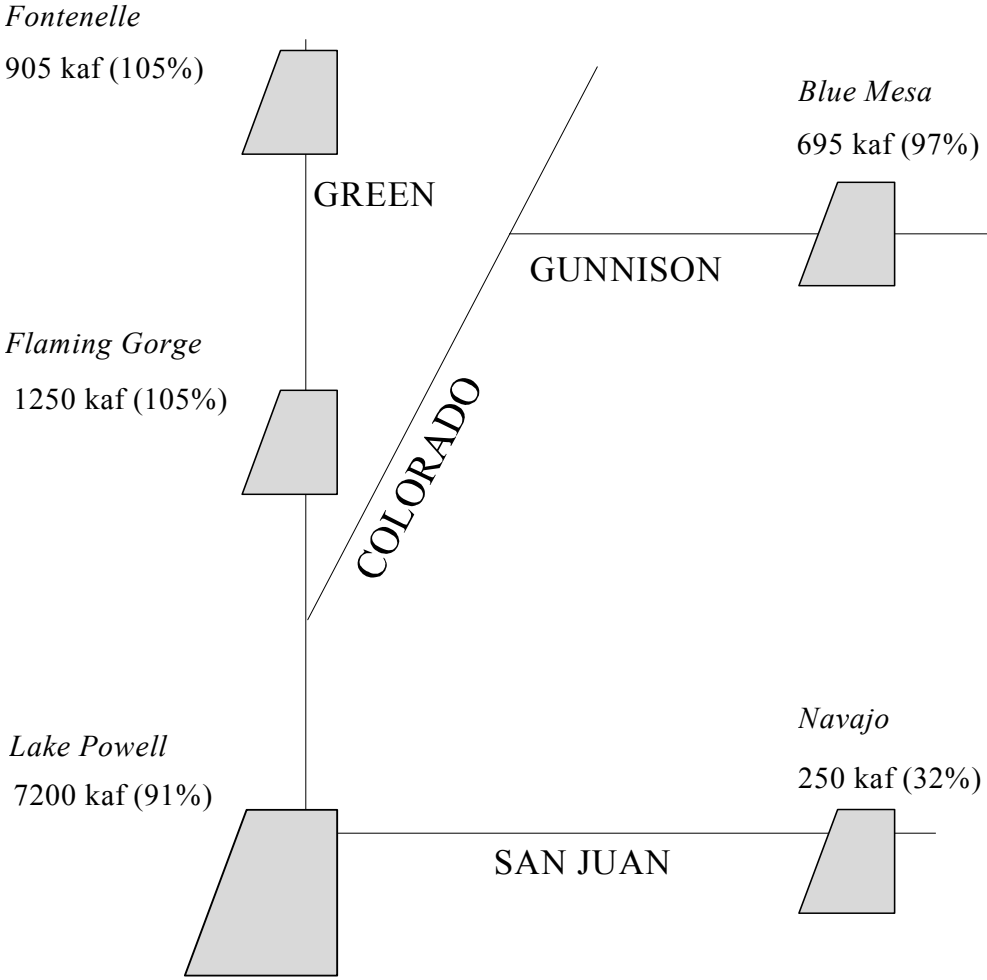 Fontenelle
905 kaf (105%)
GREEN
Blue Mesa
695 kaf (97%)
GUNNISON
Flaming Gorge
1250 kaf (105%)
COLORADO
Lake Powell
7200 kaf (91%)
Navajo
250 kaf (32%)
SAN JUAN